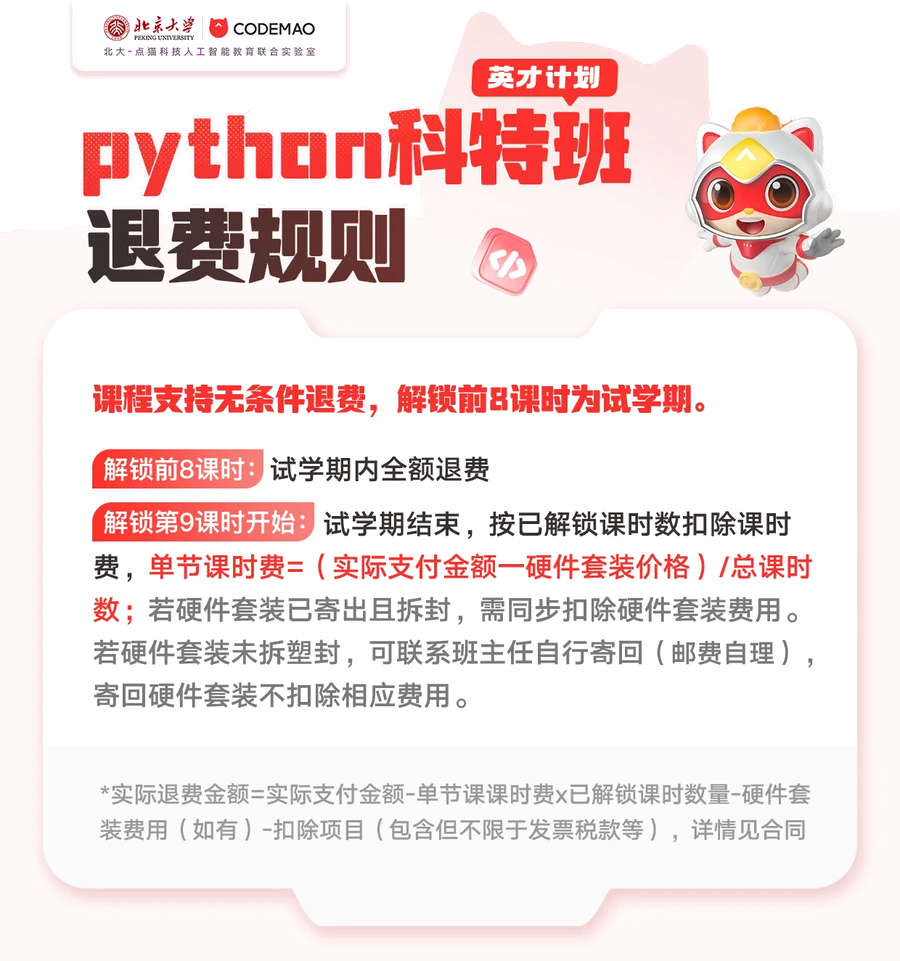 北京大学
PEKING UNIVERSITY
CODEMAO
北大-点猫科技人工智能教育联合实验室
英才计划
python科特班
退费规则
</>
课程支持无条件退费，解锁前8课时为试学期。
解锁前8课时：试学期内全额退费
解锁第9课时开始：试学期结束，按已解锁课时数扣除课时
费，单节课时费=（实际支付金额一硬件套装价格）/总课时
数；若硬件套装已寄出且拆封，需同步扣除硬件套装费用。
若硬件套装未拆塑封，可联系班主任自行寄回（邮费自理），
寄回硬件套装不扣除相应费用。
*实际退费金额=实际支付金额-单节课课时费x已解锁课时数量-硬件套
装费用（如有）-扣除项目（包含但不限于发票税款等），详情见合同